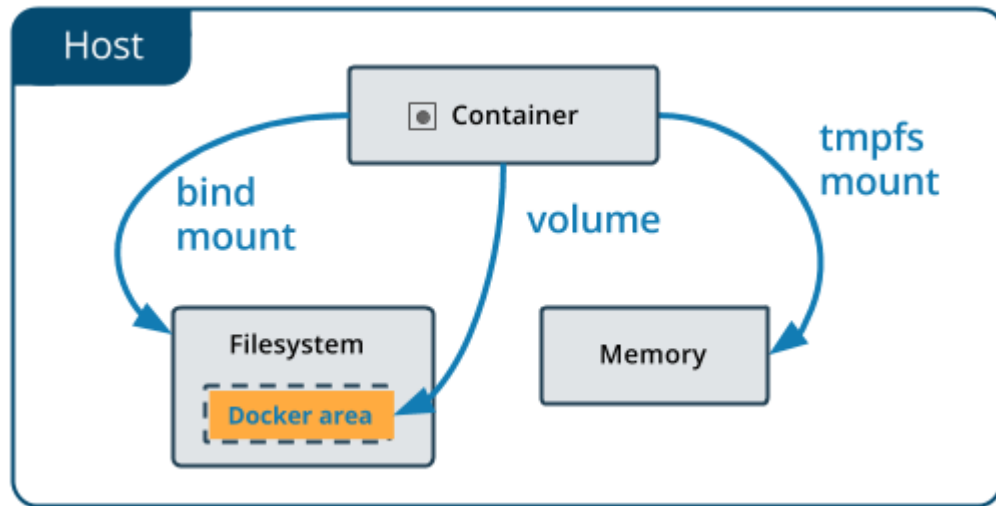 Host
Container
tmpfs
mount
bind
mount
volume
Filesystem
Memory
Docker area